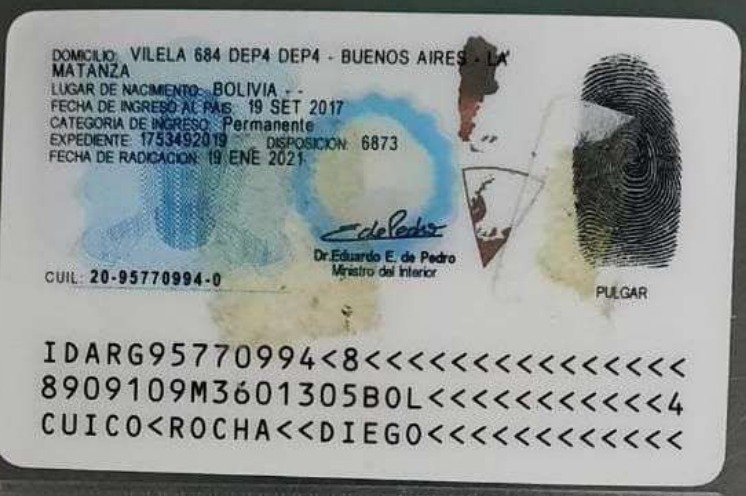 DOMICILIO: VILELA 684 DEP4 DEP4 - BUENOS AIRES - LA
MATANZA
LUGAR DE NACIMIENTO: BOLIVIA - -
FECHA DE INGRESO AL PAIS: 19 SET 2017
CATEGORIA DE INGRESO: Permanente
EXPEDIENTE: 1753492019 DISPOSICION: 6873
FECHA DE RADICACION: 19 ENE 2021
Dr. Eduardo E. de Pedro
Ministro del Interior
CUIL: 20-95770994-0
PULGAR
IDARG95770994<8<<<<<<<<<<<<<<<
8909109M3601305BOL<<<<<<<<<<<4
CUICO<ROCHA<<DIEGO<<<<<<<<<<<<